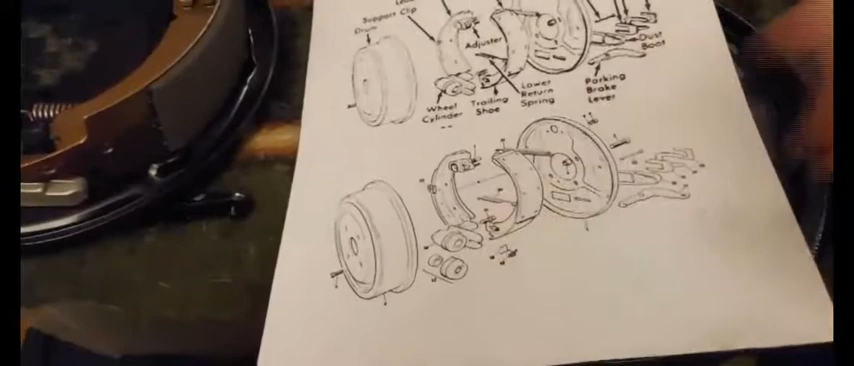 Support Clip
Drum
Adjuster
Dust
Boot
Wheel
Cylinder
Trailing
Shoe
Lower
Return
Spring
Parking
Brake
Lever